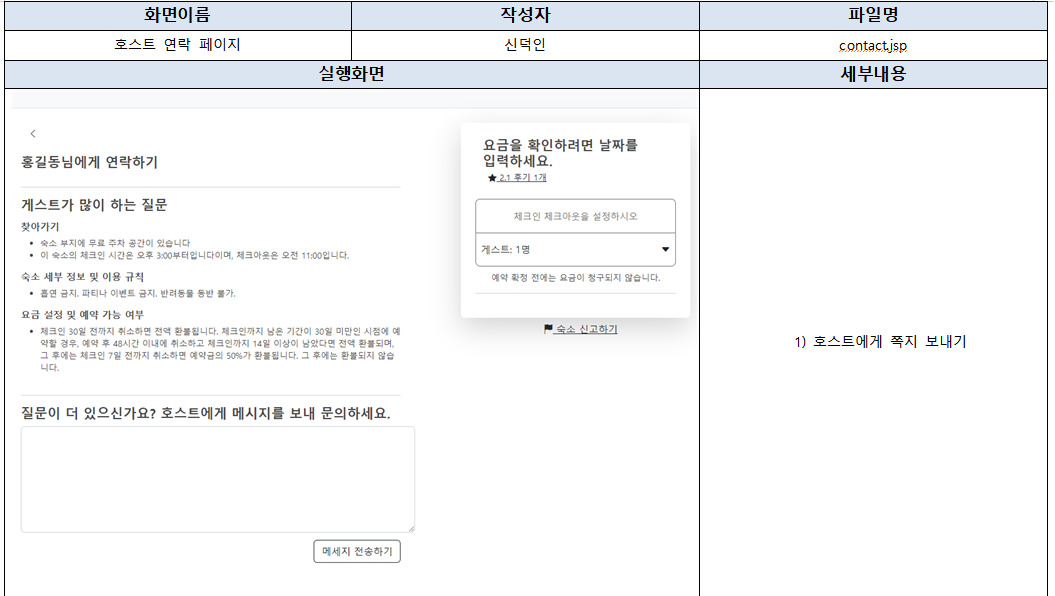 화면이름 작성자 파일명
호스트 연락 페이지 신덕인 contact.jsp
실행화면 세부내용
홍길동님에게 연락하기
게스트가 많이 하는 질문
찾아가기
• 숙소 부지에 무료 주차 공간이 있습니다
• 이 숙소의 체크인 시간은 오후 3:00부터입니다이며, 체크아웃은 오전 11:00입니다.
숙소 세부 정보 및 이용 규칙
• 흡연 금지, 파티나 이벤트 금지, 반려동물 동반 불가.
요금 설정 및 예약 가능 여부
• 체크인 30일 전까지 취소하면 전액 환불됩니다. 체크인까지 남은 기간이 30일 미만인 시점에 예
약할 경우, 예약 후 48시간 이내에 취소하고 체크인까지 14일 이상이 남았다면 전액 환불되며,
그 후에는 체크인 7일 전까지 취소하면 예약금의 50%가 환불됩니다. 그 후에는 환불되지 않습
니다.
질문이 더 있으신가요? 호스트에게 메시지를 보내 문의하세요.
메세지 전송하기
요금을 확인하려면 날짜를
입력하세요.
★ 2.1 후기 1개
체크인 체크아웃을 설정하시오
게스트: 1명
예약 확정 전에는 요금이 청구되지 않습니다.
숙소 신고하기
1) 호스트에게 쪽지 보내기